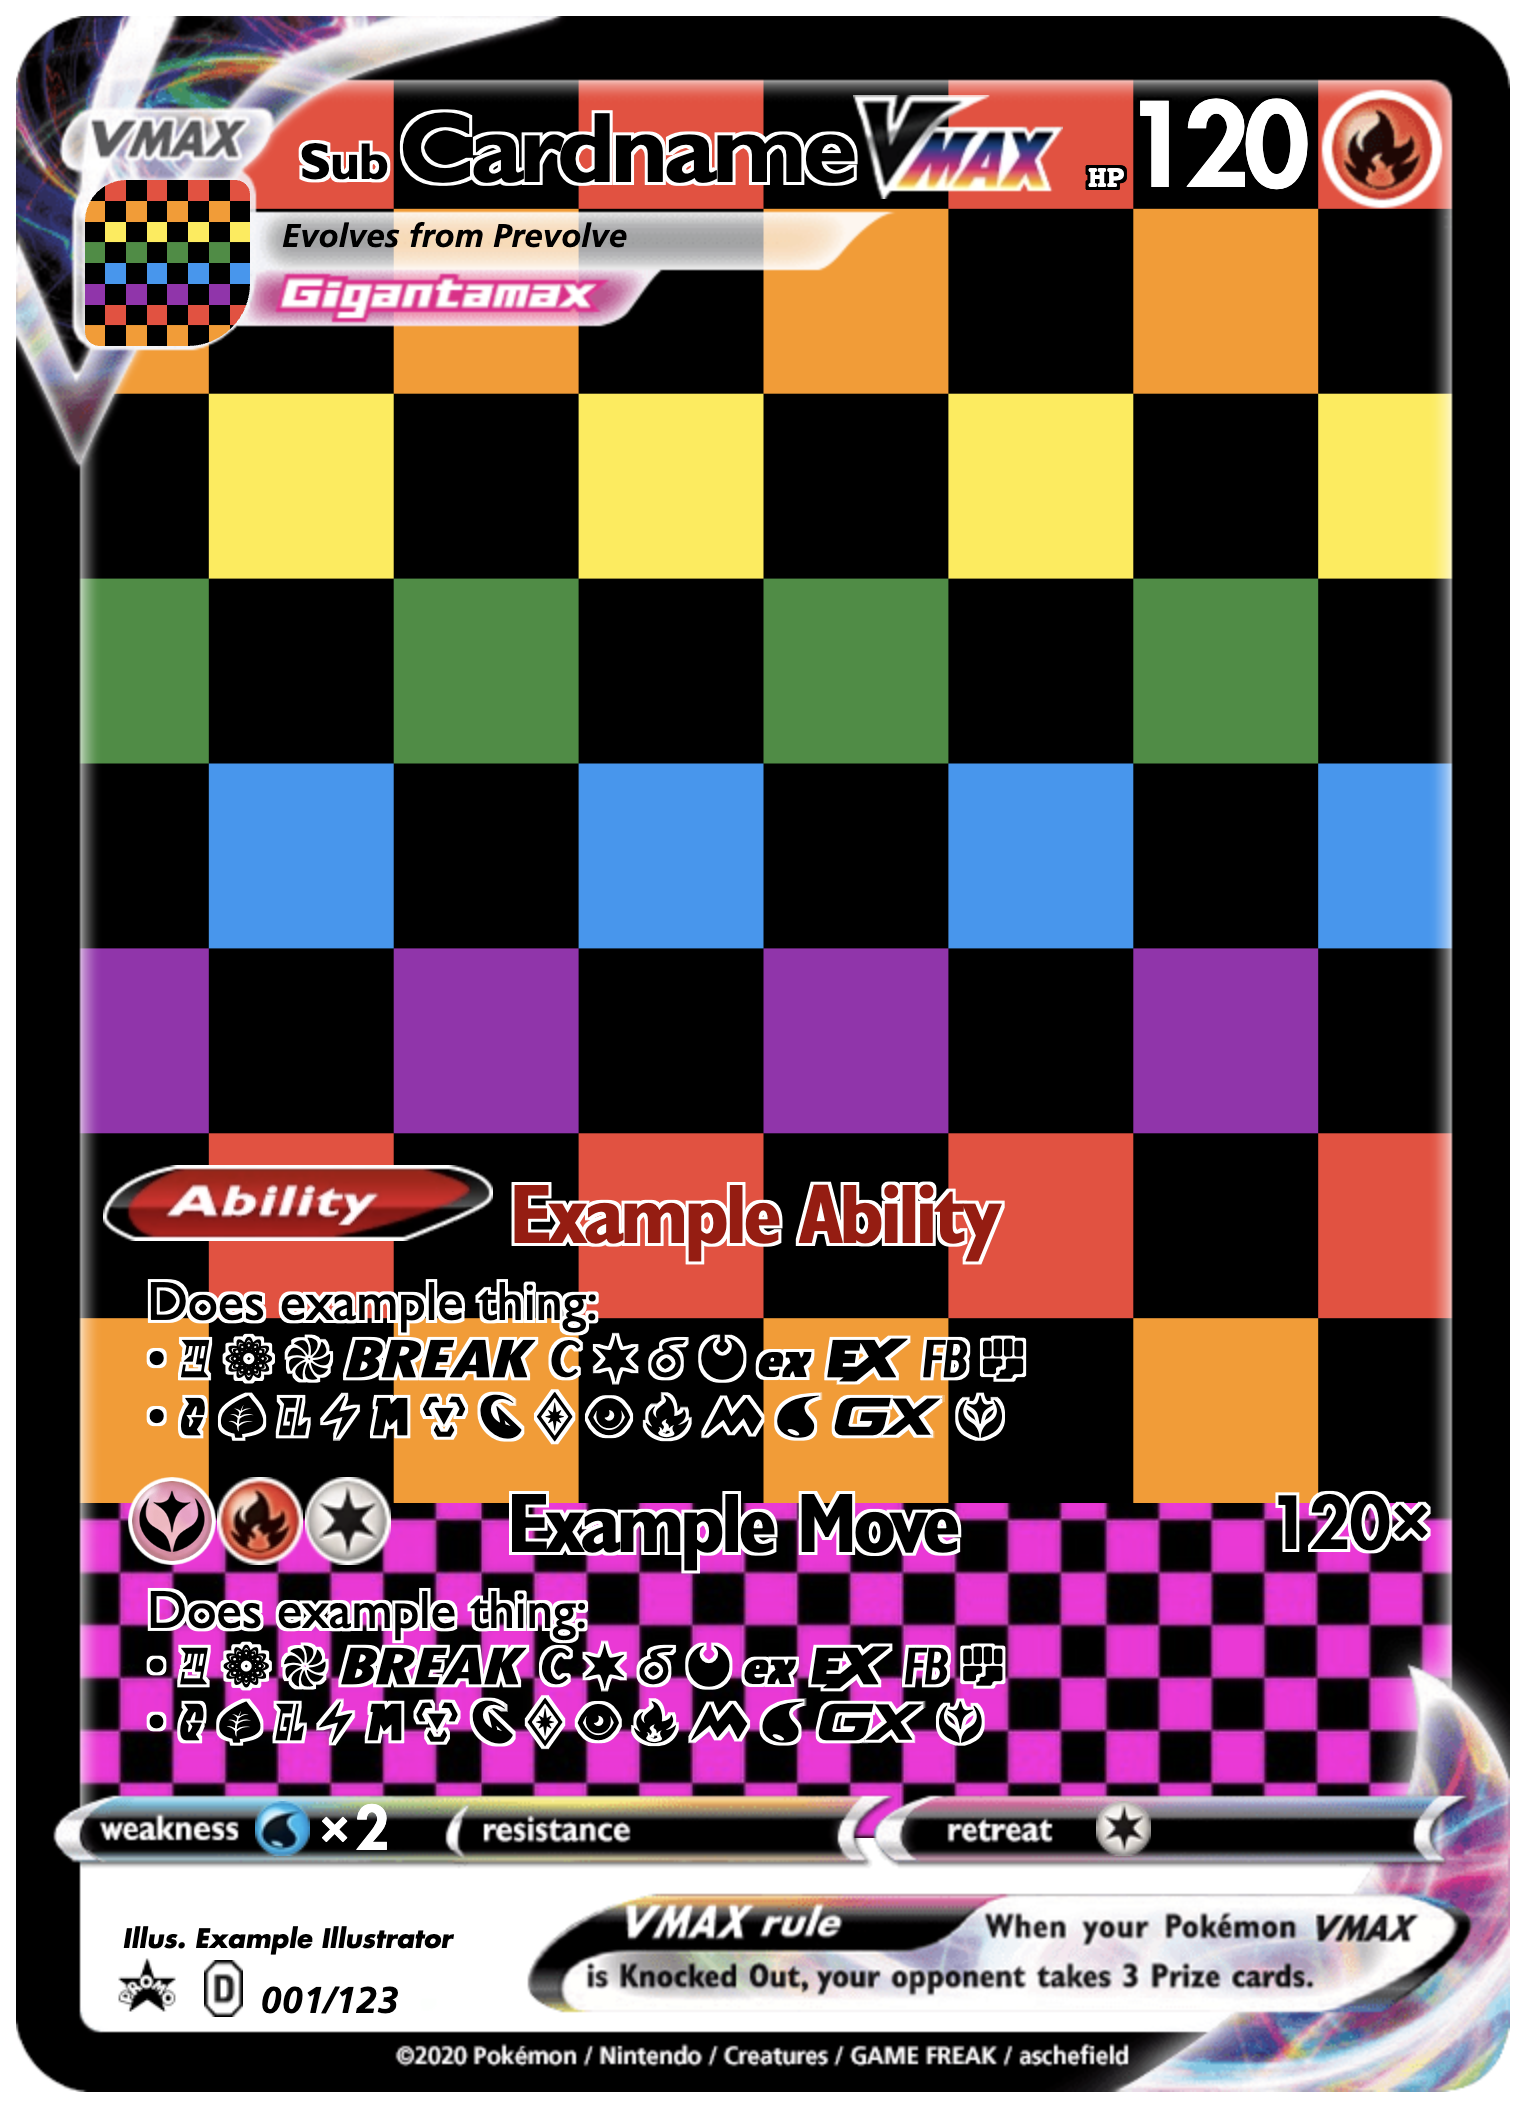 VMAX
Sub Cardname VMAX HP 120
Evolves from Prevolve
Gigantamax
Ability Example Ability
Does example thing:
• BREAK C δ ex EX FB
• G GL M GX
Example Move 120×
Does example thing:
• BREAK C δ ex EX FB
• G GL M GX
weakness ×2 resistance retreat
Illus. Example Illustrator
VMAX rule When your Pokémon VMAX
is Knocked Out, your opponent takes 3 Prize cards.
PROMO D 001/123
©2020 Pokémon / Nintendo / Creatures / GAME FREAK / aschefield